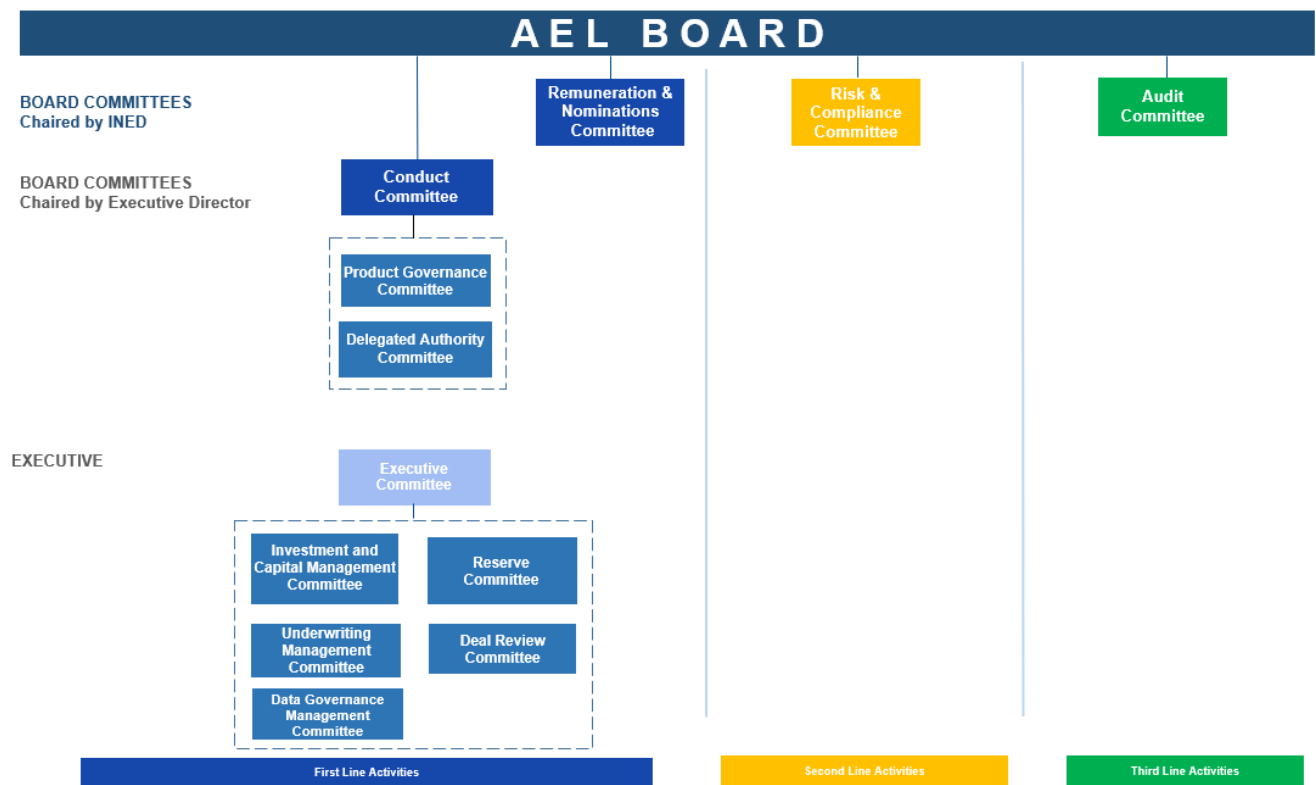 AEL BOARD
BOARD COMMITTEES
Chaired by INED
Remuneration &
Nominations
Committee
Risk &
Compliance
Committee
Audit
Committee
BOARD COMMITTEES
Chaired by Executive Director
Conduct
Committee
Product Governance
Committee
Delegated Authority
Committee
EXECUTIVE
Executive
Committee
Investment and
Capital Management
Committee
Reserve
Committee
Underwriting
Management
Committee
Deal Review
Committee
Data Governance
Management
Committee
First Line Activities
Second Line Activities
Third Line Activities